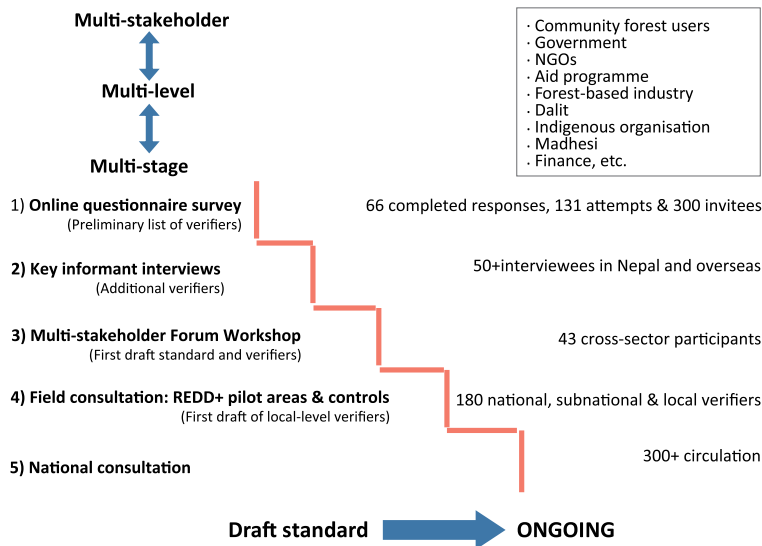 Multi-stakeholder
Multi-level
Multi-stage
· Community forest users
· Government
· NGOs
· Aid programme
· Forest-based industry
· Dalit
· Indigenous organisation
· Madhesi
· Finance, etc.
1) Online questionnaire survey
(Preliminary list of verifiers)
66 completed responses, 131 attempts & 300 invitees
2) Key informant interviews
(Additional verifiers)
50+interviewees in Nepal and overseas
3) Multi-stakeholder Forum Workshop
(First draft standard and verifiers)
43 cross-sector participants
4) Field consultation: REDD+ pilot areas & controls
(First draft of local-level verifiers)
180 national, subnational & local verifiers
5) National consultation
300+ circulation
Draft standard
ONGOING